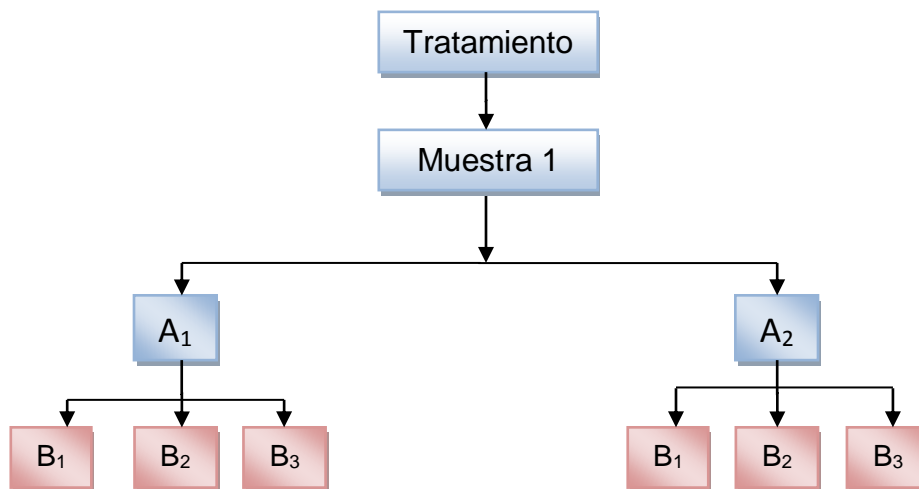 Tratamiento
Muestra 1
A₁ A₂
B₁ B₂ B₃ B₁ B₂ B₃